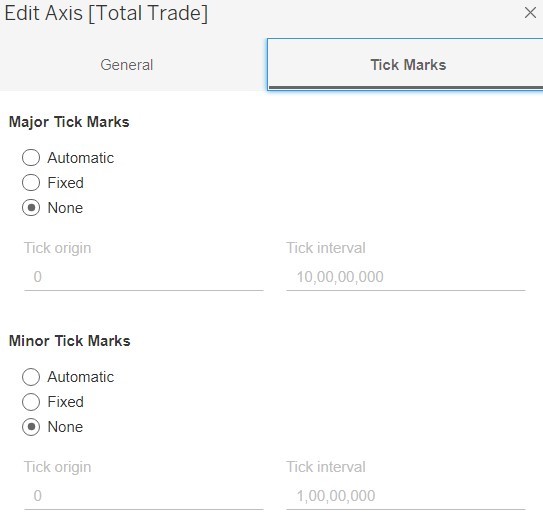 Edit Axis [Total Trade]
General Tick Marks
Major Tick Marks
Automatic
Fixed
None
Tick origin Tick interval
0 10,00,00,000
Minor Tick Marks
Automatic
Fixed
None
Tick origin Tick interval
0 1,00,00,000